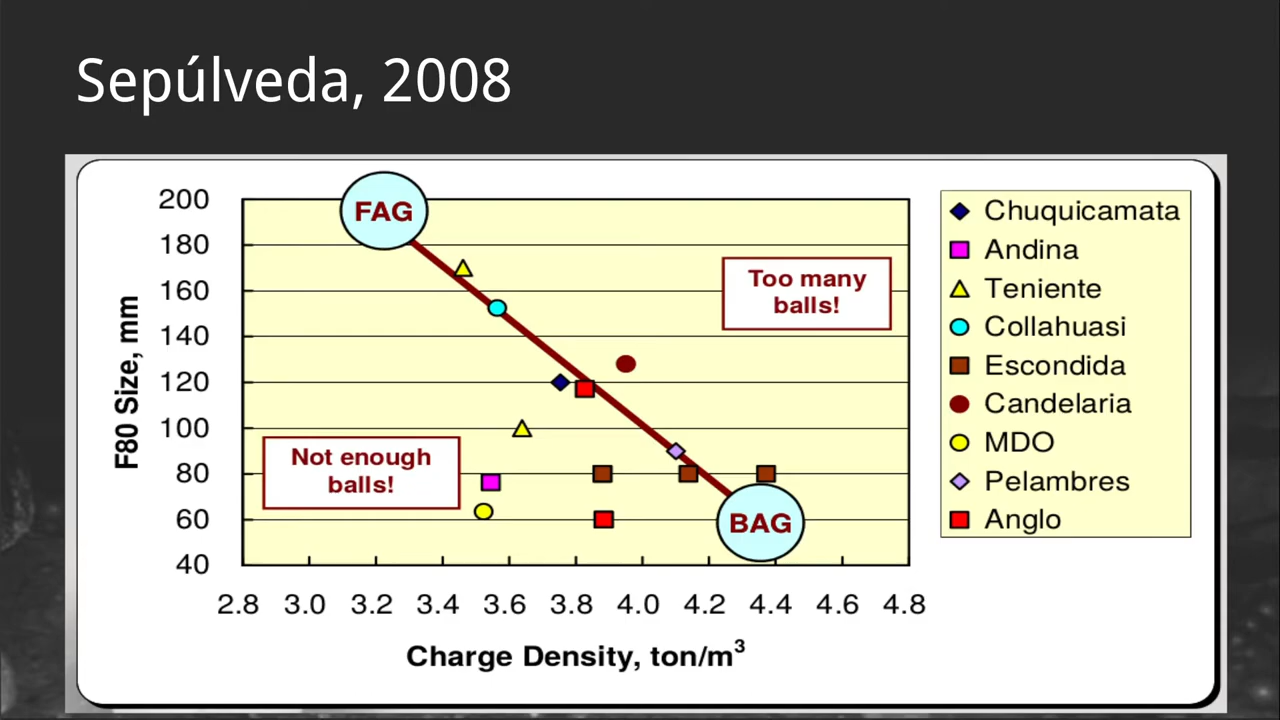 Sepúlveda, 2008
200
180
160
140
120
100
80
60
40
F80 Size, mm
FAG
Too many
balls!
Not enough
balls!
BAG
2.8 3.0 3.2 3.4 3.6 3.8 4.0 4.2 4.4 4.6 4.8
Charge Density, ton/m³
Chuquicamata
Andina
Teniente
Collahuasi
Escondida
Candelaria
MDO
Pelambres
Anglo